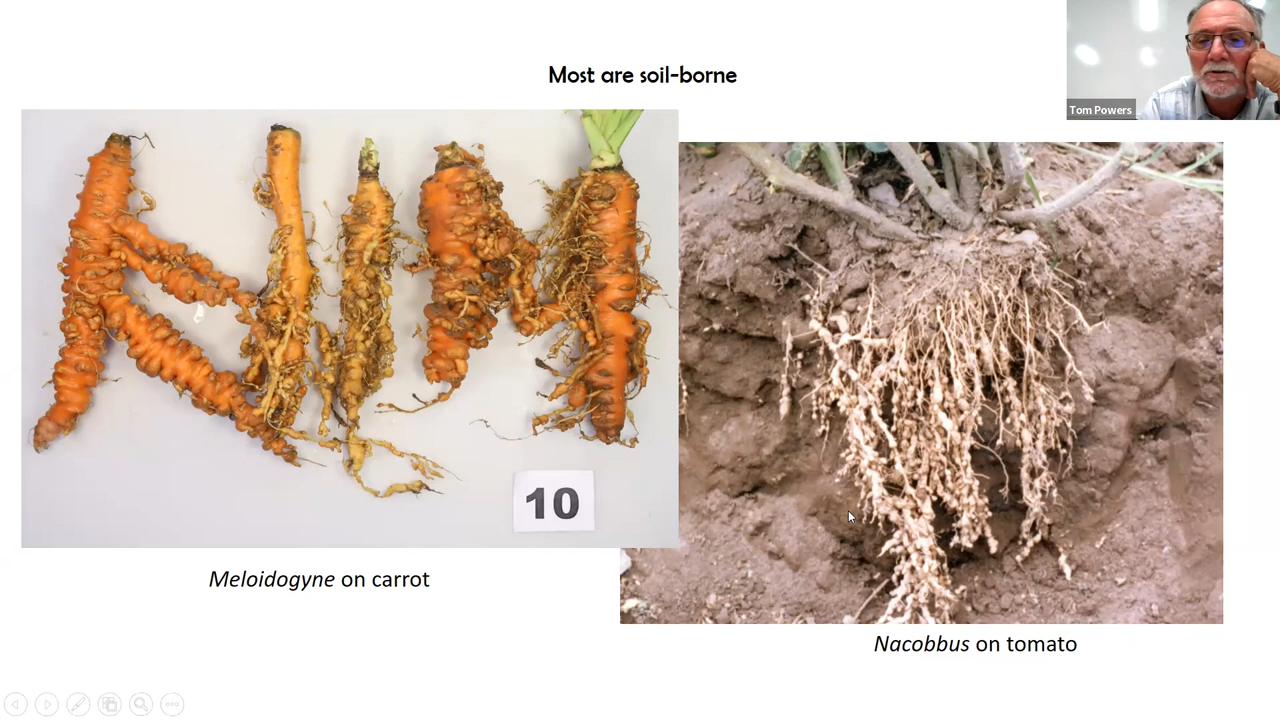 Most are soil-borne
Tom Powers
10
Meloidogyne on carrot
Nacobbus on tomato